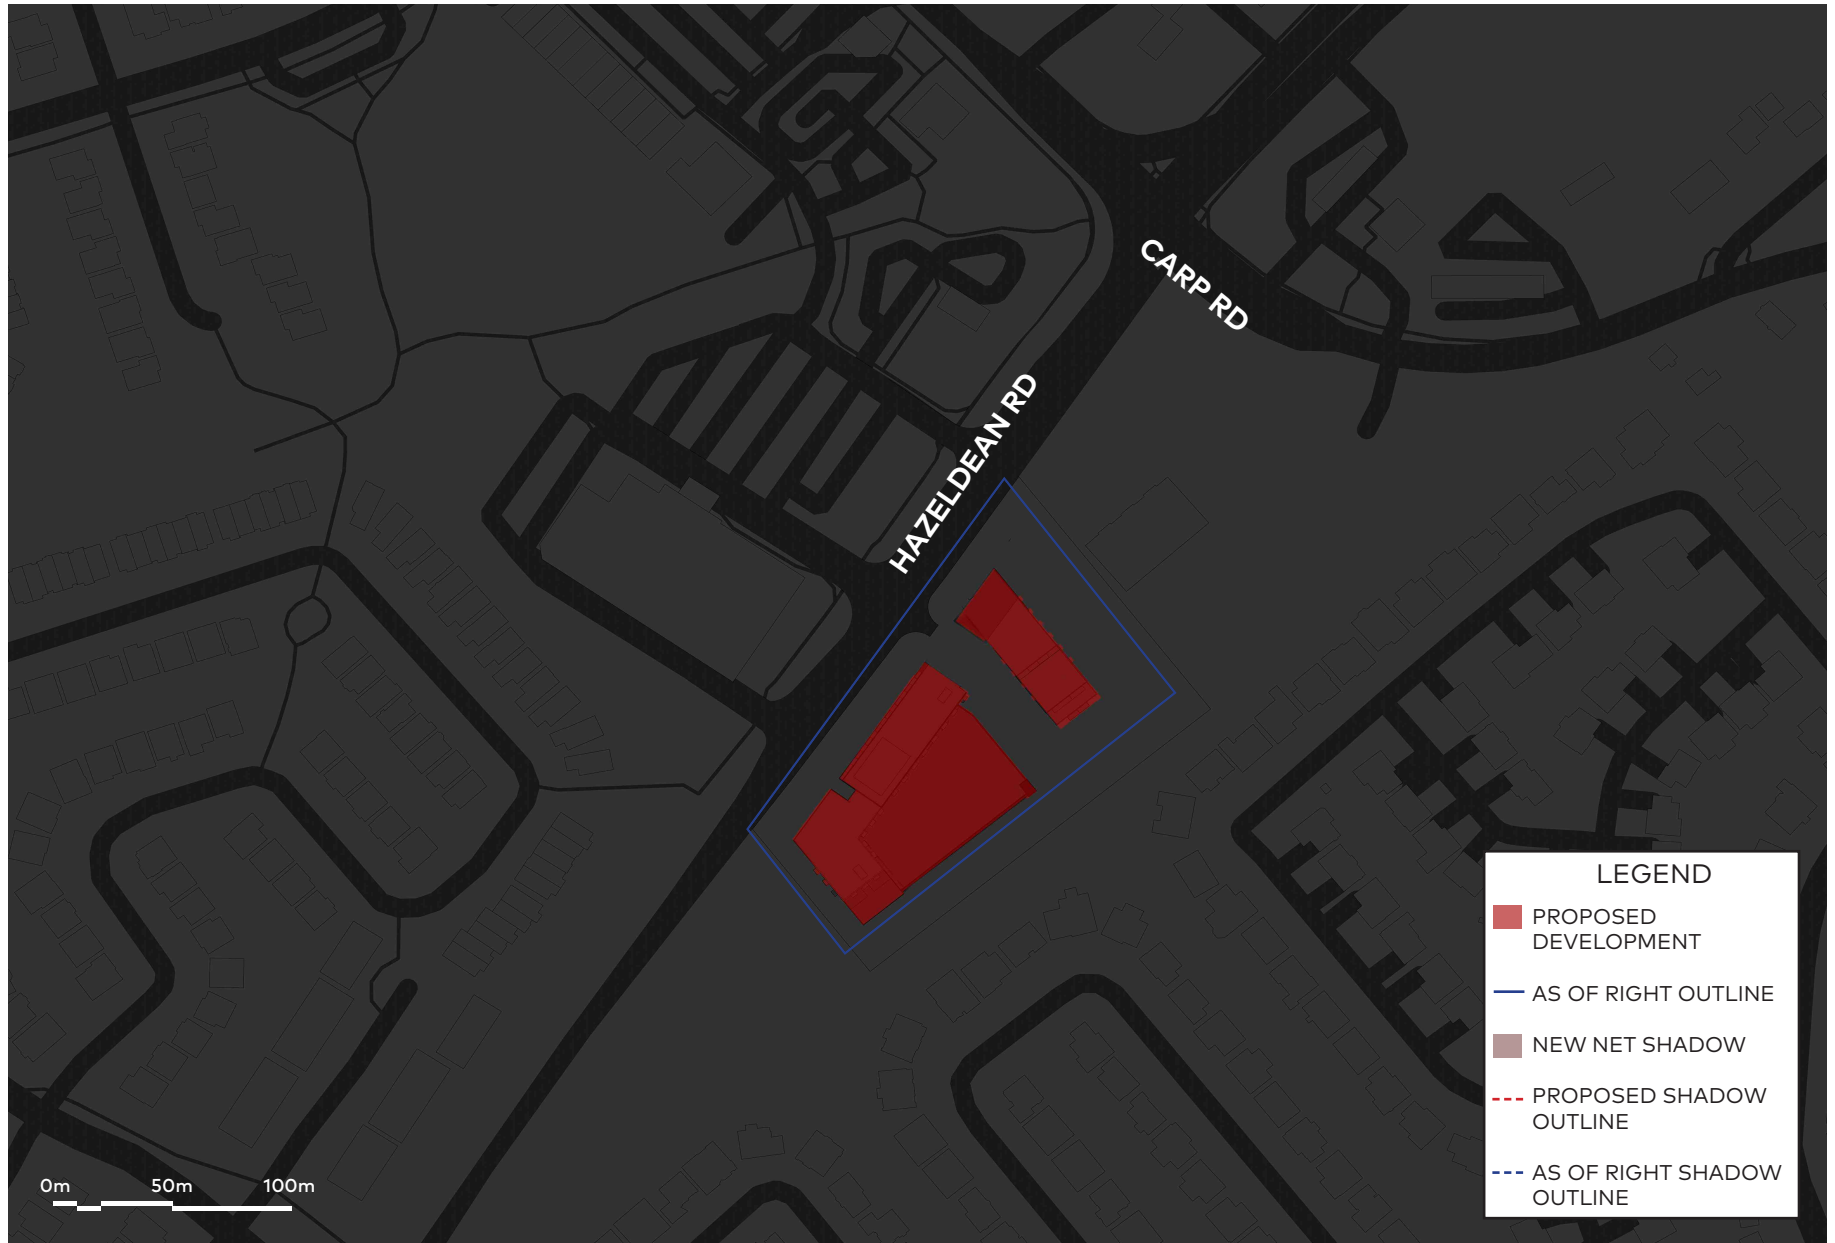 CARP RD
HAZELDEAN RD
LEGEND
PROPOSED
DEVELOPMENT
AS OF RIGHT OUTLINE
NEW NET SHADOW
PROPOSED SHADOW
OUTLINE
AS OF RIGHT SHADOW
OUTLINE
0m 50m 100m